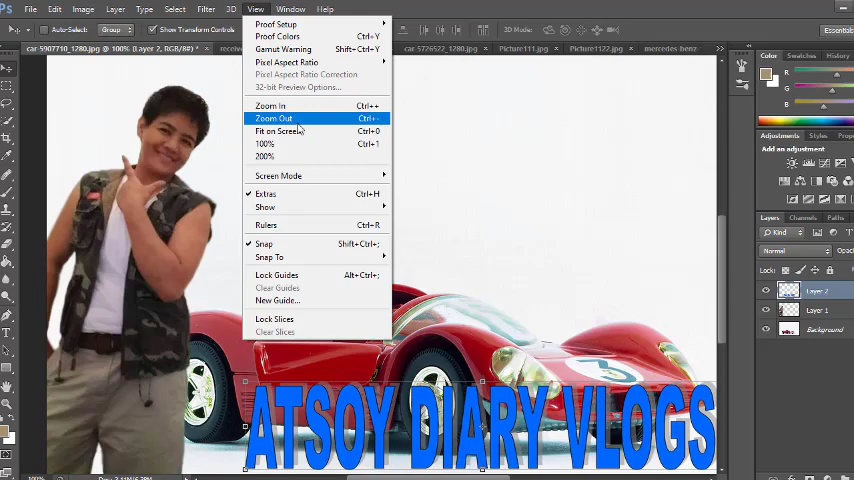 File Edit Image Layer Type Select Filter 3D View Window Help
Auto-Select: Group Show Transform Controls 3D Mode: Essentials
car-5907710_1280.jpg @ 100% (Layer 2, RGB/8#) * car 5726522_1280.jpg Picture111.jpg Picture1122.jpg mercedes-benz
Proof Setup
Proof Colors Ctrl+Y
Gamut Warning Shift+Ctrl+Y
Pixel Aspect Ratio
Pixel Aspect Ratio Correction
32-bit Preview Options...
Zoom In Ctrl++
Zoom Out Ctrl+-
Fit on Screen Ctrl+0
100% Ctrl+1
200%
Screen Mode
Extras Ctrl+H
Show
Rulers Ctrl+R
Snap Shift+Ctrl+;
Snap To
Lock Guides Alt+Ctrl+;
Clear Guides
New Guide...
Lock Slices
Clear Slices
Color Swatches Histogram
R
G
B
Adjustments Styles Paths
Add an adjustment
Layers Channels Paths
Kind
Normal
Lock:
Layer 2
Layer 1
Background
3
ATSOY DIARY VLOGS
100%